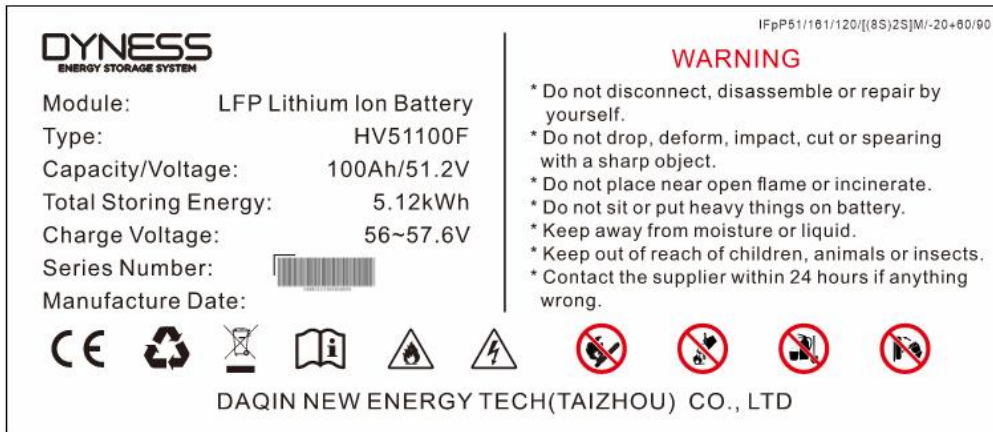 IFpP51/161/120/[(8S)2S]M/-20+60/90
DYNESS
ENERGY STORAGE SYSTEM
Module: LFP Lithium Ion Battery
Type: HV51100F
Capacity/Voltage: 100Ah/51.2V
Total Storing Energy: 5.12kWh
Charge Voltage: 56~57.6V
Series Number:
Manufacture Date:
WARNING
* Do not disconnect, disassemble or repair by
yourself.
* Do not drop, deform, impact, cut or spearing
with a sharp object.
* Do not place near open flame or incinerate.
* Do not sit or put heavy things on battery.
* Keep away from moisture or liquid.
* Keep out of reach of children, animals or insects.
* Contact the supplier within 24 hours if anything
wrong.
CE
DAQIN NEW ENERGY TECH(TAIZHOU) CO., LTD